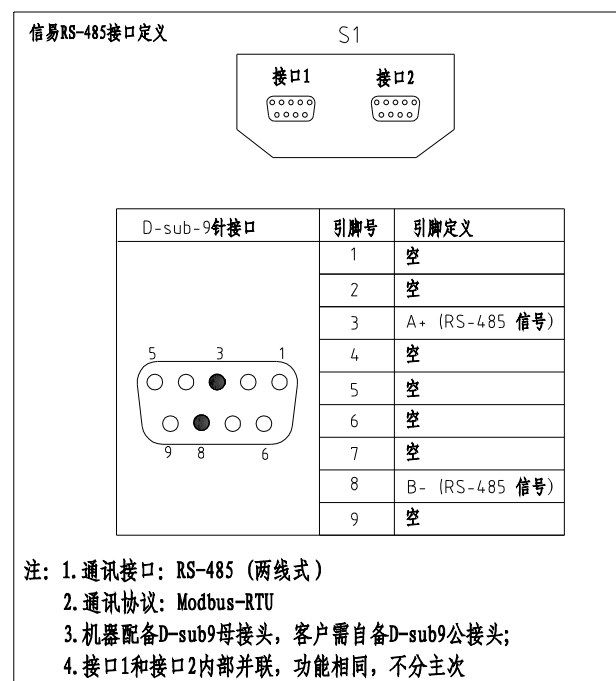 信易RS-485接口定义
S1
接口1 接口2
D-sub-9针接口 引脚号 引脚定义
1 空
2 空
3 A+ (RS-485 信号)
4 空
5 空
6 空
7 空
8 B- (RS-485 信号)
9 空
5 3 1
9 8 6
注: 1.通讯接口: RS-485 (两线式)
2.通讯协议: Modbus-RTU
3.机器配备D-sub9母接头, 客户需自备D-sub9公接头;
4.接口1和接口2内部并联, 功能相同, 不分主次